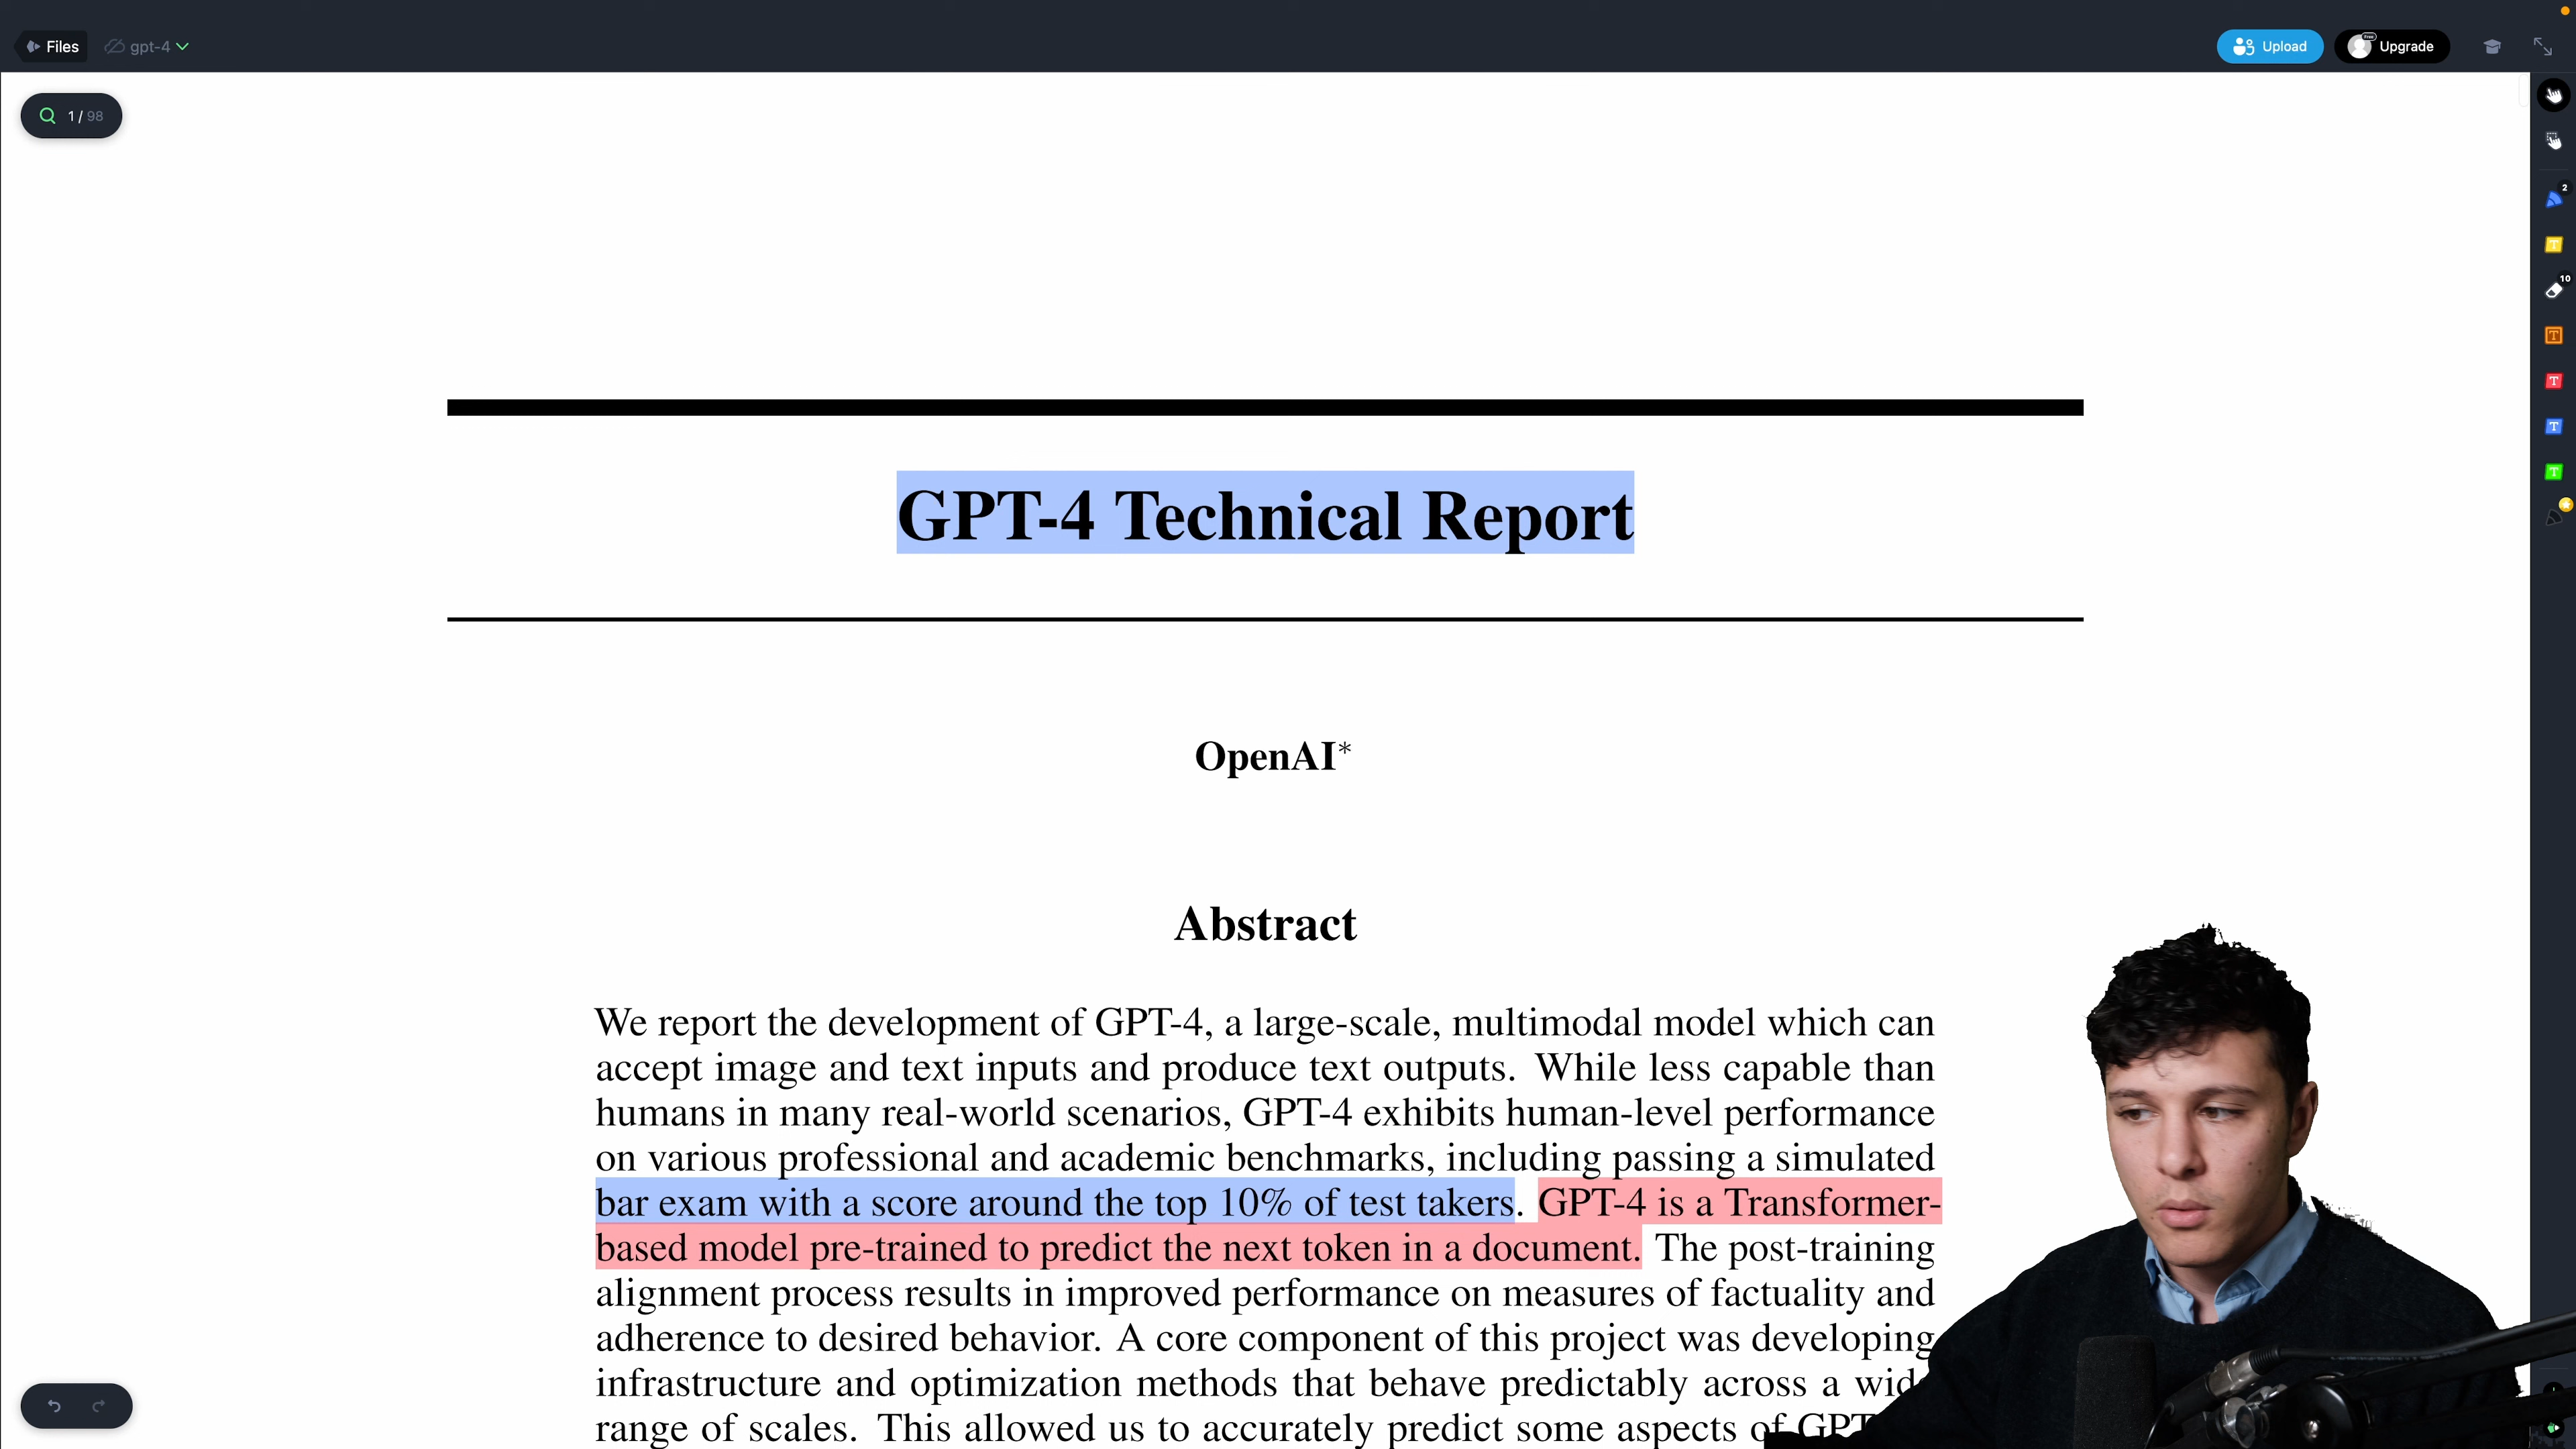 Files gpt-4 Upload Free Upgrade
1 / 98
2
10
GPT-4 Technical Report
OpenAI*
Abstract
We report the development of GPT-4, a large-scale, multimodal model which can
accept image and text inputs and produce text outputs. While less capable than
humans in many real-world scenarios, GPT-4 exhibits human-level performance
on various professional and academic benchmarks, including passing a simulated
bar exam with a score around the top 10% of test takers. GPT-4 is a Transformer-
based model pre-trained to predict the next token in a document. The post-training
alignment process results in improved performance on measures of factuality and
adherence to desired behavior. A core component of this project was developing
infrastructure and optimization methods that behave predictably across a wide
range of scales. This allowed us to accurately predict some aspects of GPT